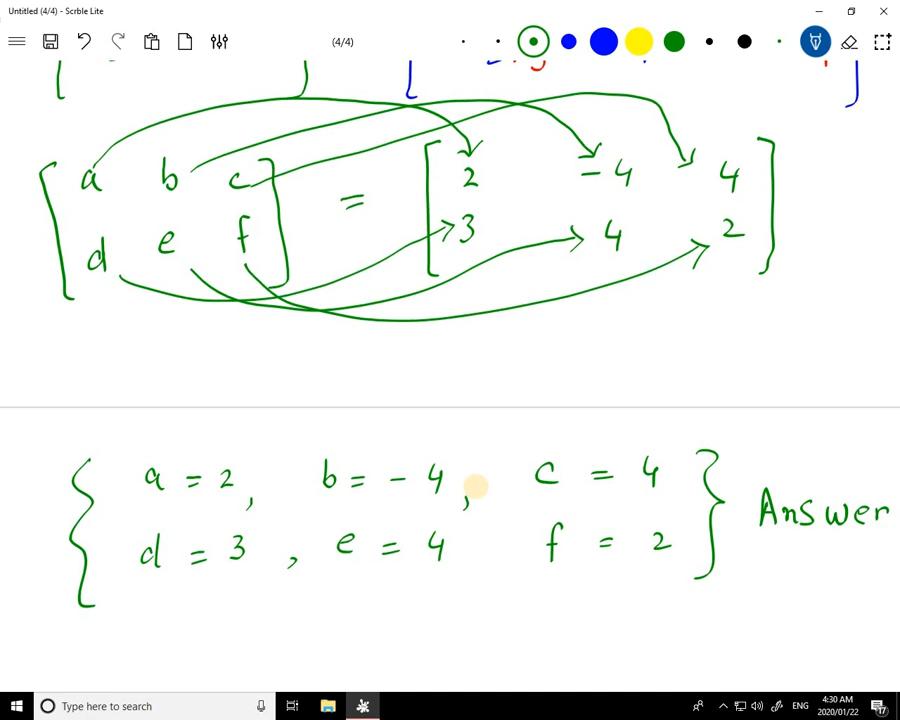 Untitled (4/4) - Scrble Lite
(4/4)
a b c = 2 -4 4
d e f 3 4 2
a = 2, b = -4, c = 4
d = 3, e = 4 f = 2 Answer
Type here to search
ENG
4:30 AM
2020/01/22
17